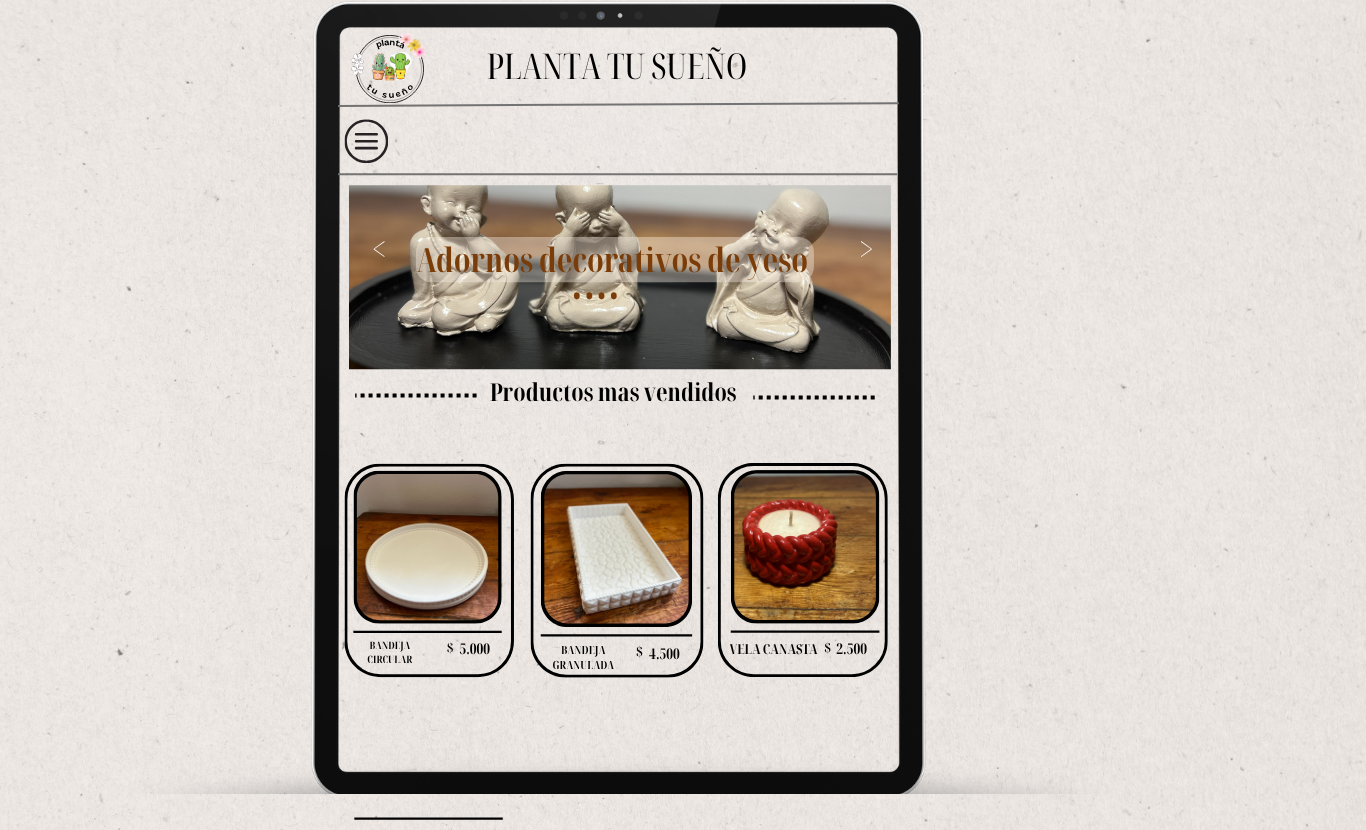 plantá
tu sueño
PLANTA TU SUEÑO
< >
Adornos decorativos de yeso
Productos mas vendidos
BANDEJA
CIRCULAR
$ 5.000
BANDEJA
GRANULADA
$ 4.500
VELA CANASTA $ 2.500